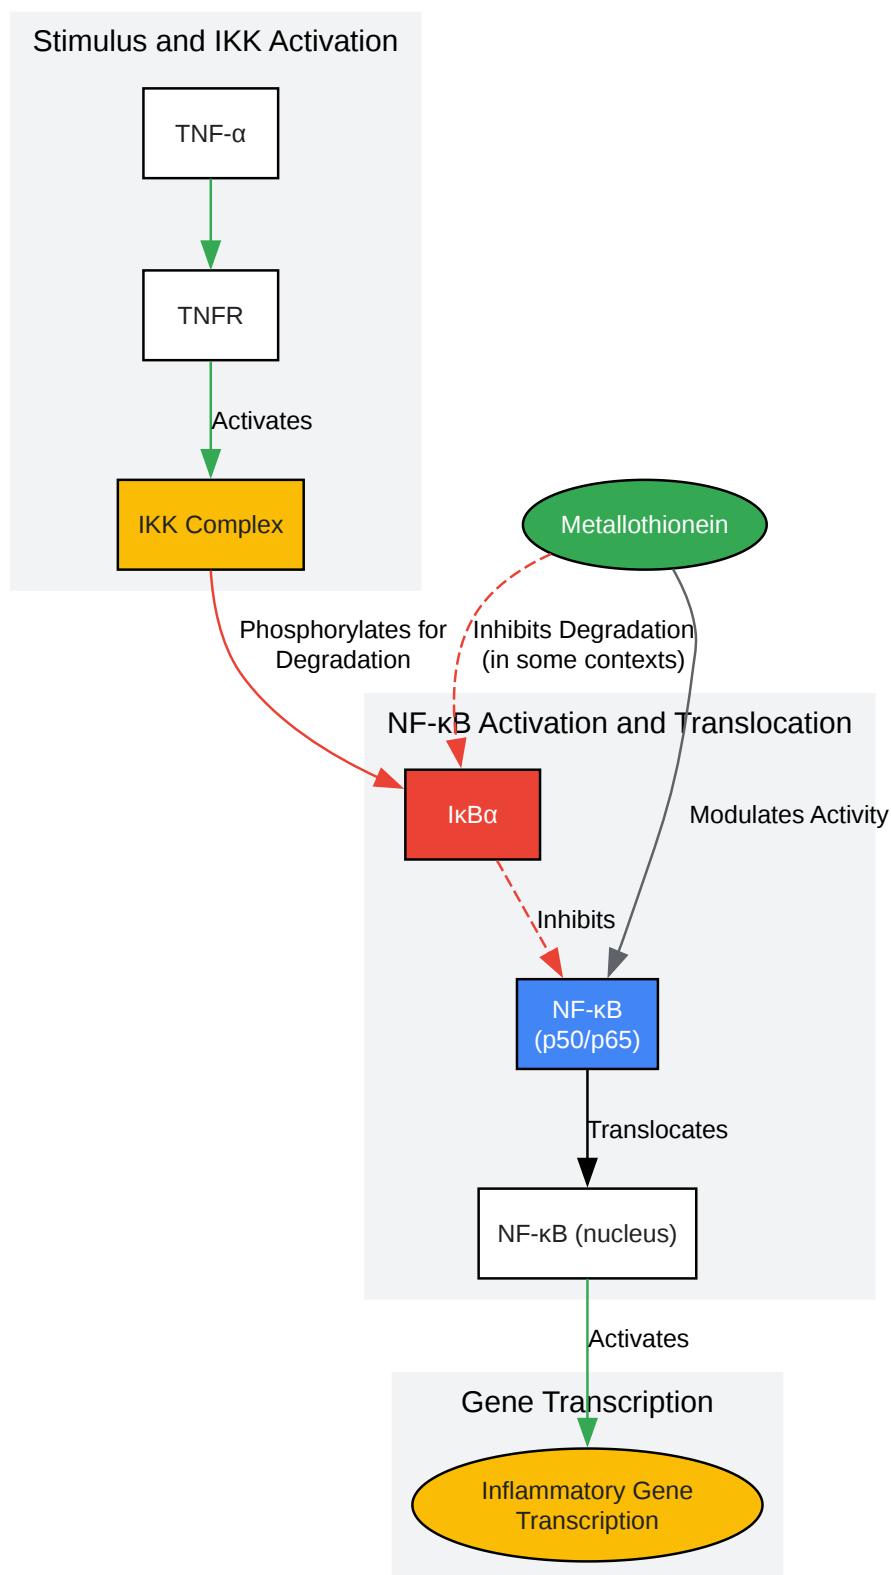 Stimulus and IKK Activation
TNF-α
TNFR
Activates
IKK Complex
Metallothionein
Phosphorylates for
Degradation
Inhibits Degradation
(in some contexts)
NF-κB Activation and Translocation
IκBα
Modulates Activity
Inhibits
NF-κB
(p50/p65)
Translocates
NF-κB (nucleus)
Activates
Gene Transcription
Inflammatory Gene
Transcription